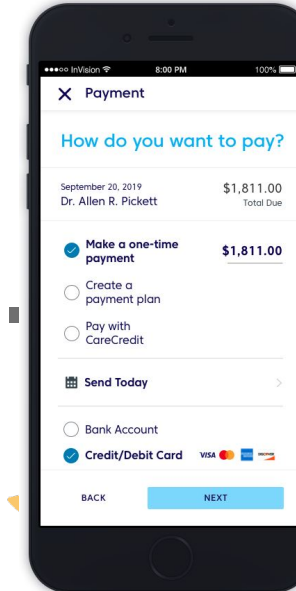 ●●●○○ InVision 8:00 PM 100%
X Payment
How do you want to pay?
September 20, 2019 $1,811.00
Dr. Allen R. Pickett Total Due
Make a one-time $1,811.00
payment
Create a
payment plan
Pay with
CareCredit
Send Today >
Bank Account
Credit/Debit Card VISA DISCOVER
BACK NEXT